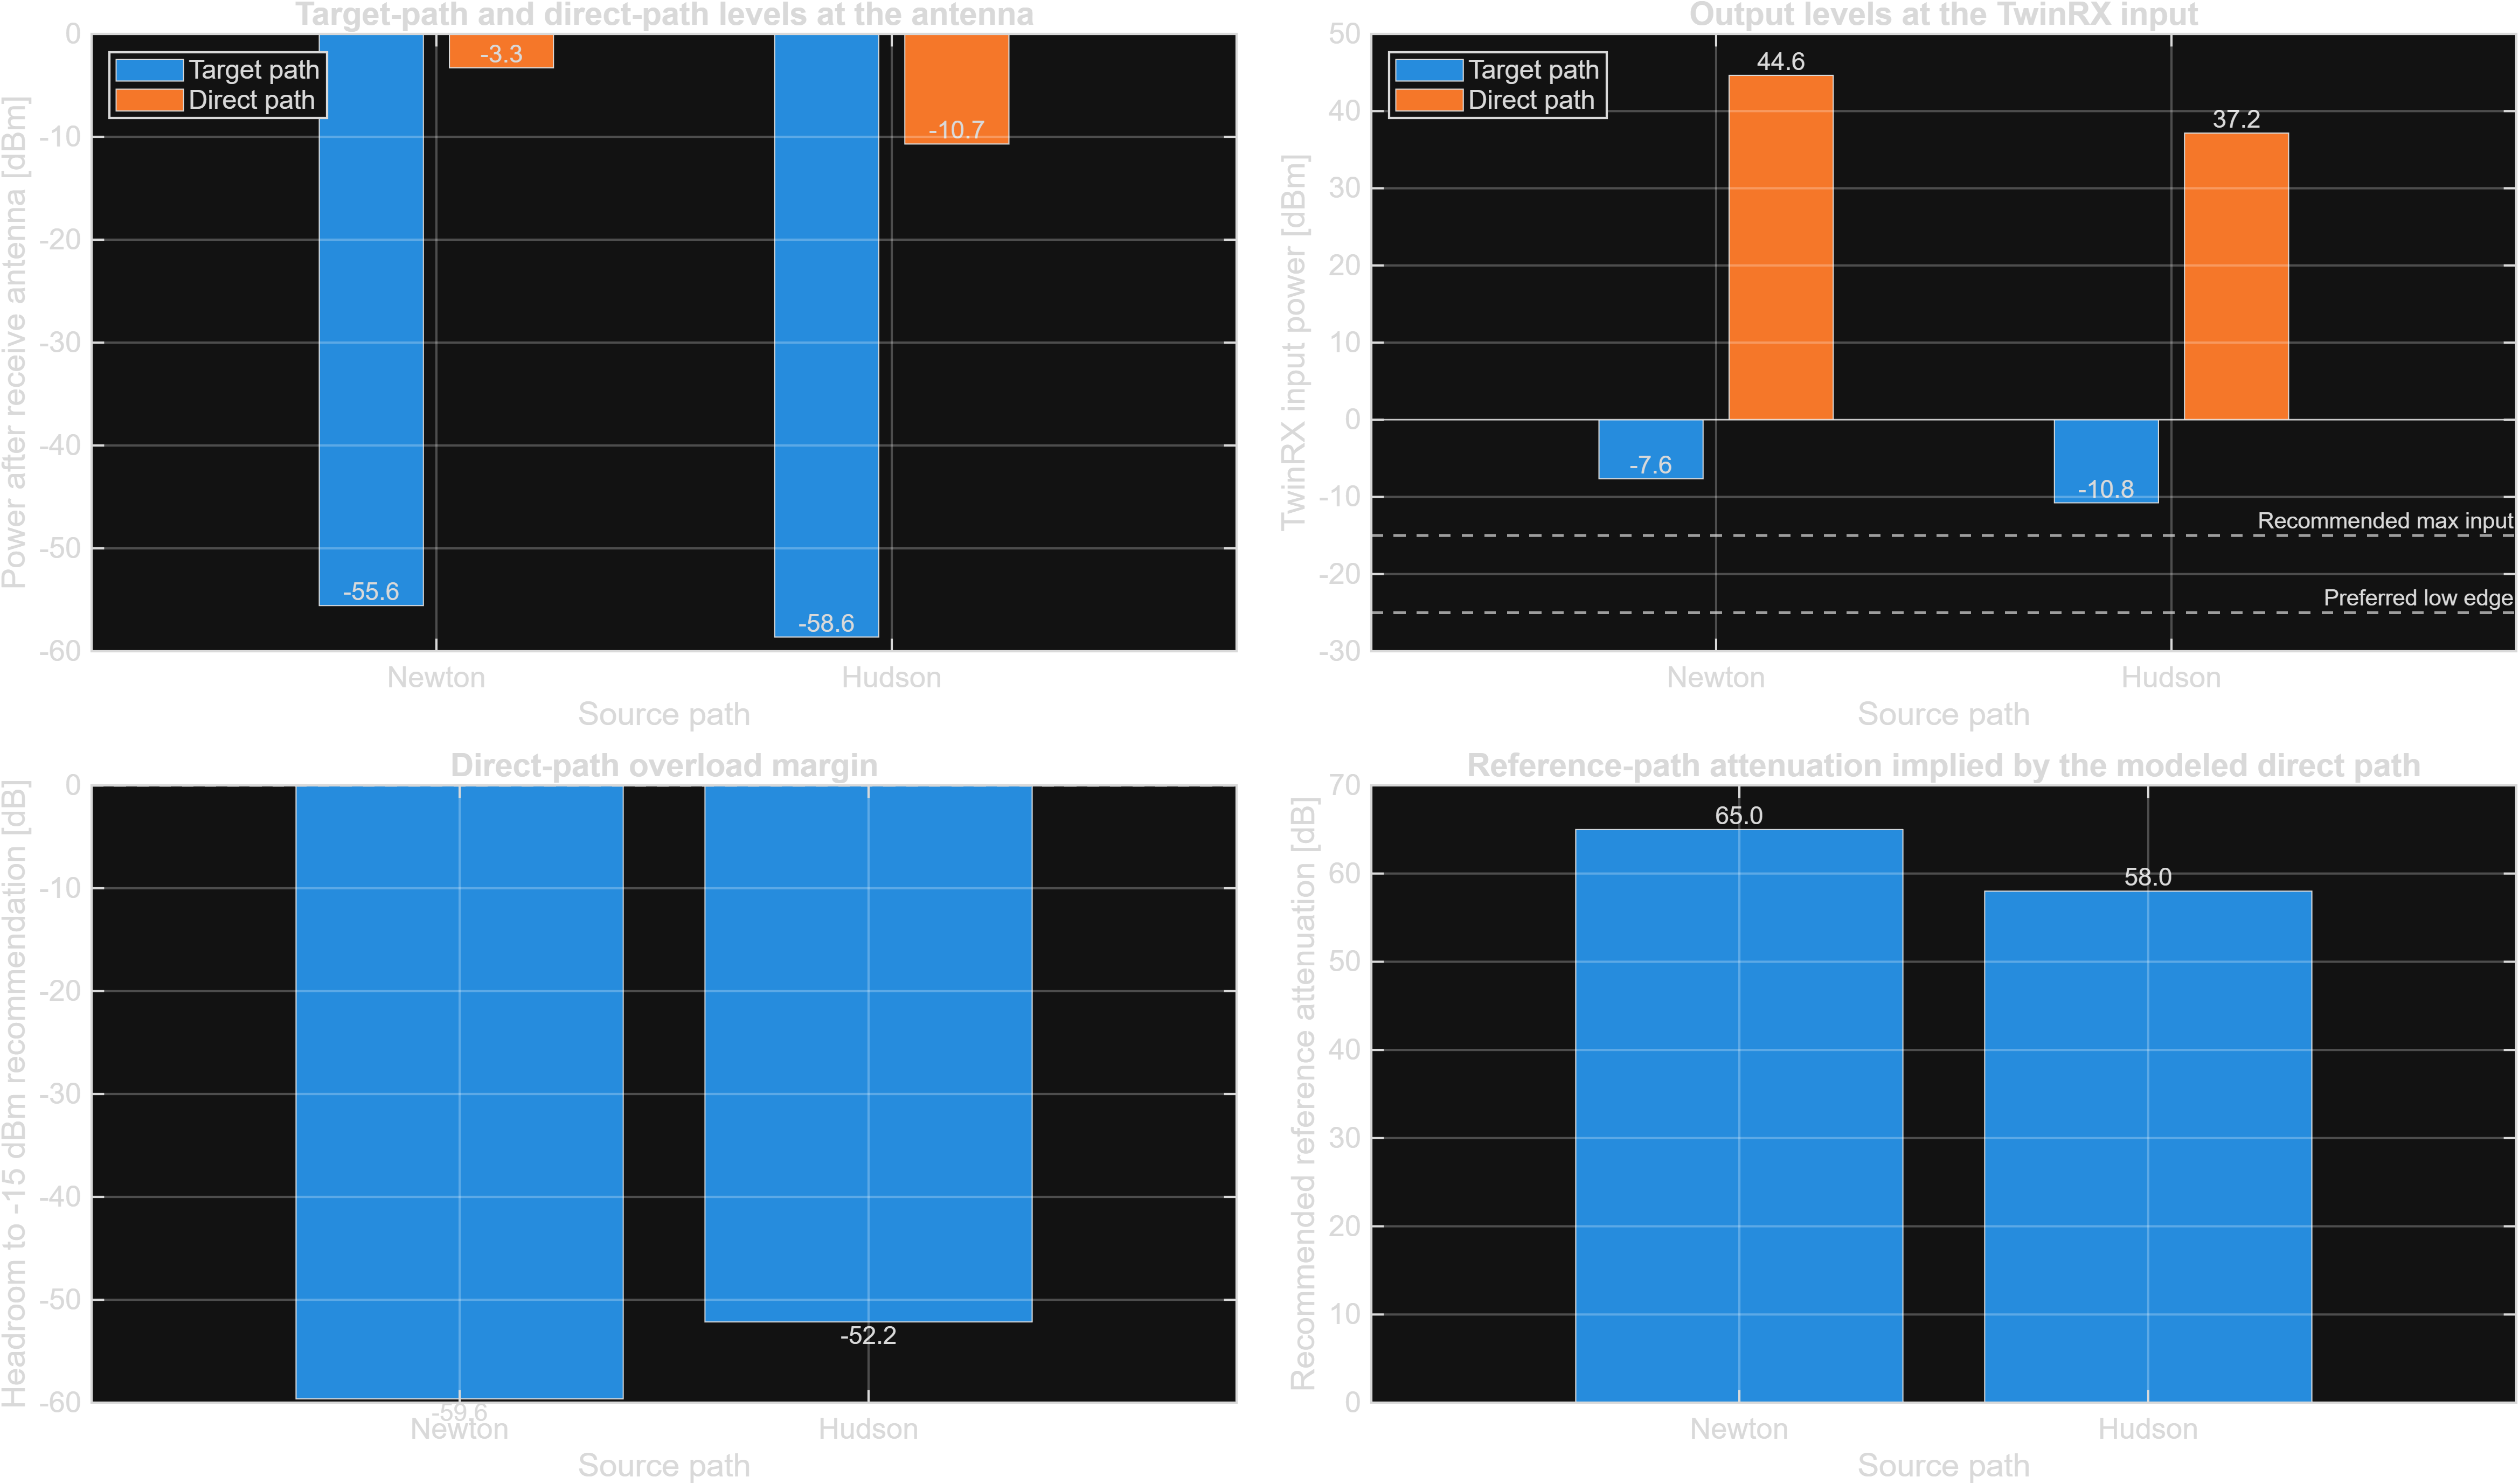 Target-path and direct-path levels at the antenna
Power after receive antenna [dBm]
0
-10
-20
-30
-40
-50
-60
Target path
Direct path
-55.6
-3.3
-58.6
-10.7
Newton
Hudson
Source path
Output levels at the TwinRX input
TwinRX input power [dBm]
50
40
30
20
10
0
-10
-20
-30
Target path
Direct path
-7.6
44.6
-10.8
37.2
Recommended max input
Preferred low edge
Newton
Hudson
Source path
Direct-path overload margin
Headroom to -15 dBm recommendation [dB]
0
-10
-20
-30
-40
-50
-60
-59.6
-52.2
Newton
Hudson
Source path
Reference-path attenuation implied by the modeled direct path
Recommended reference attenuation [dB]
70
60
50
40
30
20
10
0
65.0
58.0
Newton
Hudson
Source path